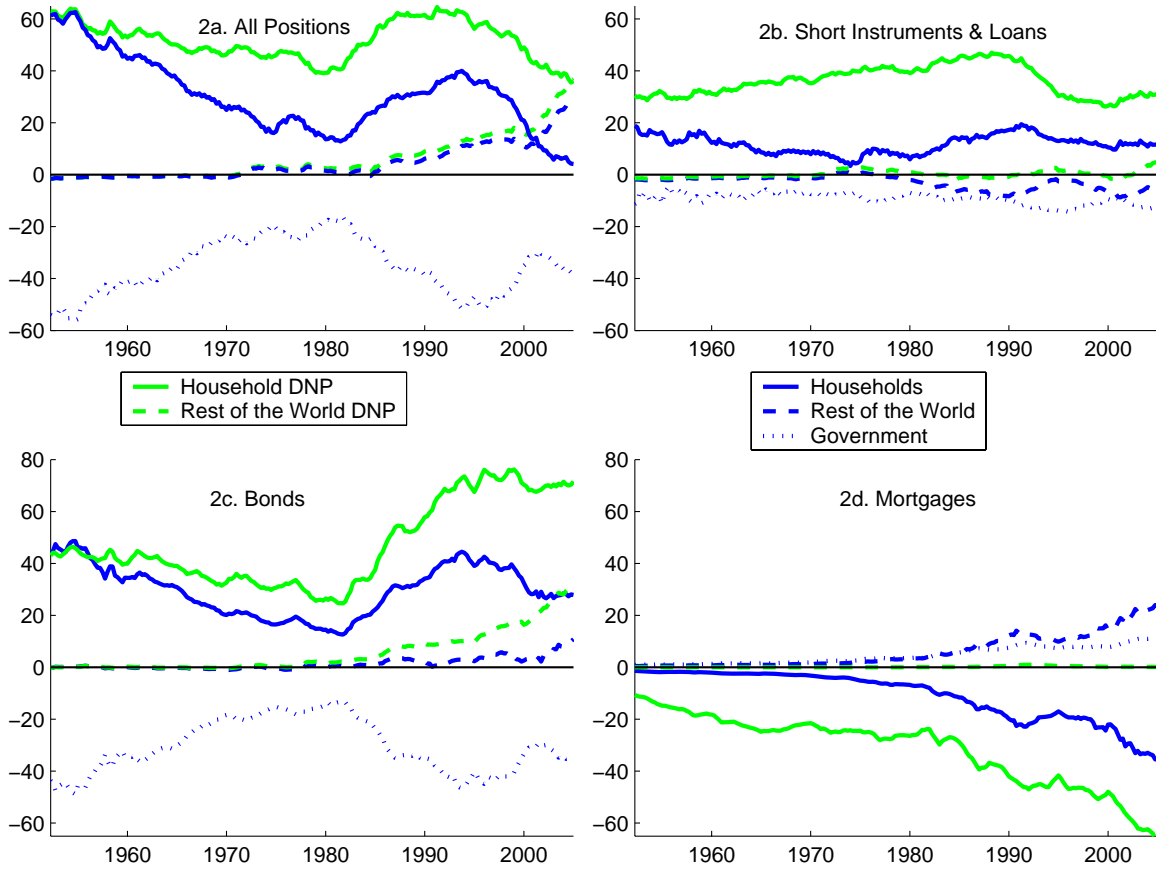 2a. All Positions
60
40
20
0
−20
−40
−60
1960 1970 1980 1990 2000
2b. Short Instruments & Loans
60
40
20
0
−20
−40
−60
1960 1970 1980 1990 2000
Household DNP
Rest of the World DNP
Households
Rest of the World
Government
2c. Bonds
80
60
40
20
0
−20
−40
−60
1960 1970 1980 1990 2000
2d. Mortgages
80
60
40
20
0
−20
−40
−60
1960 1970 1980 1990 2000